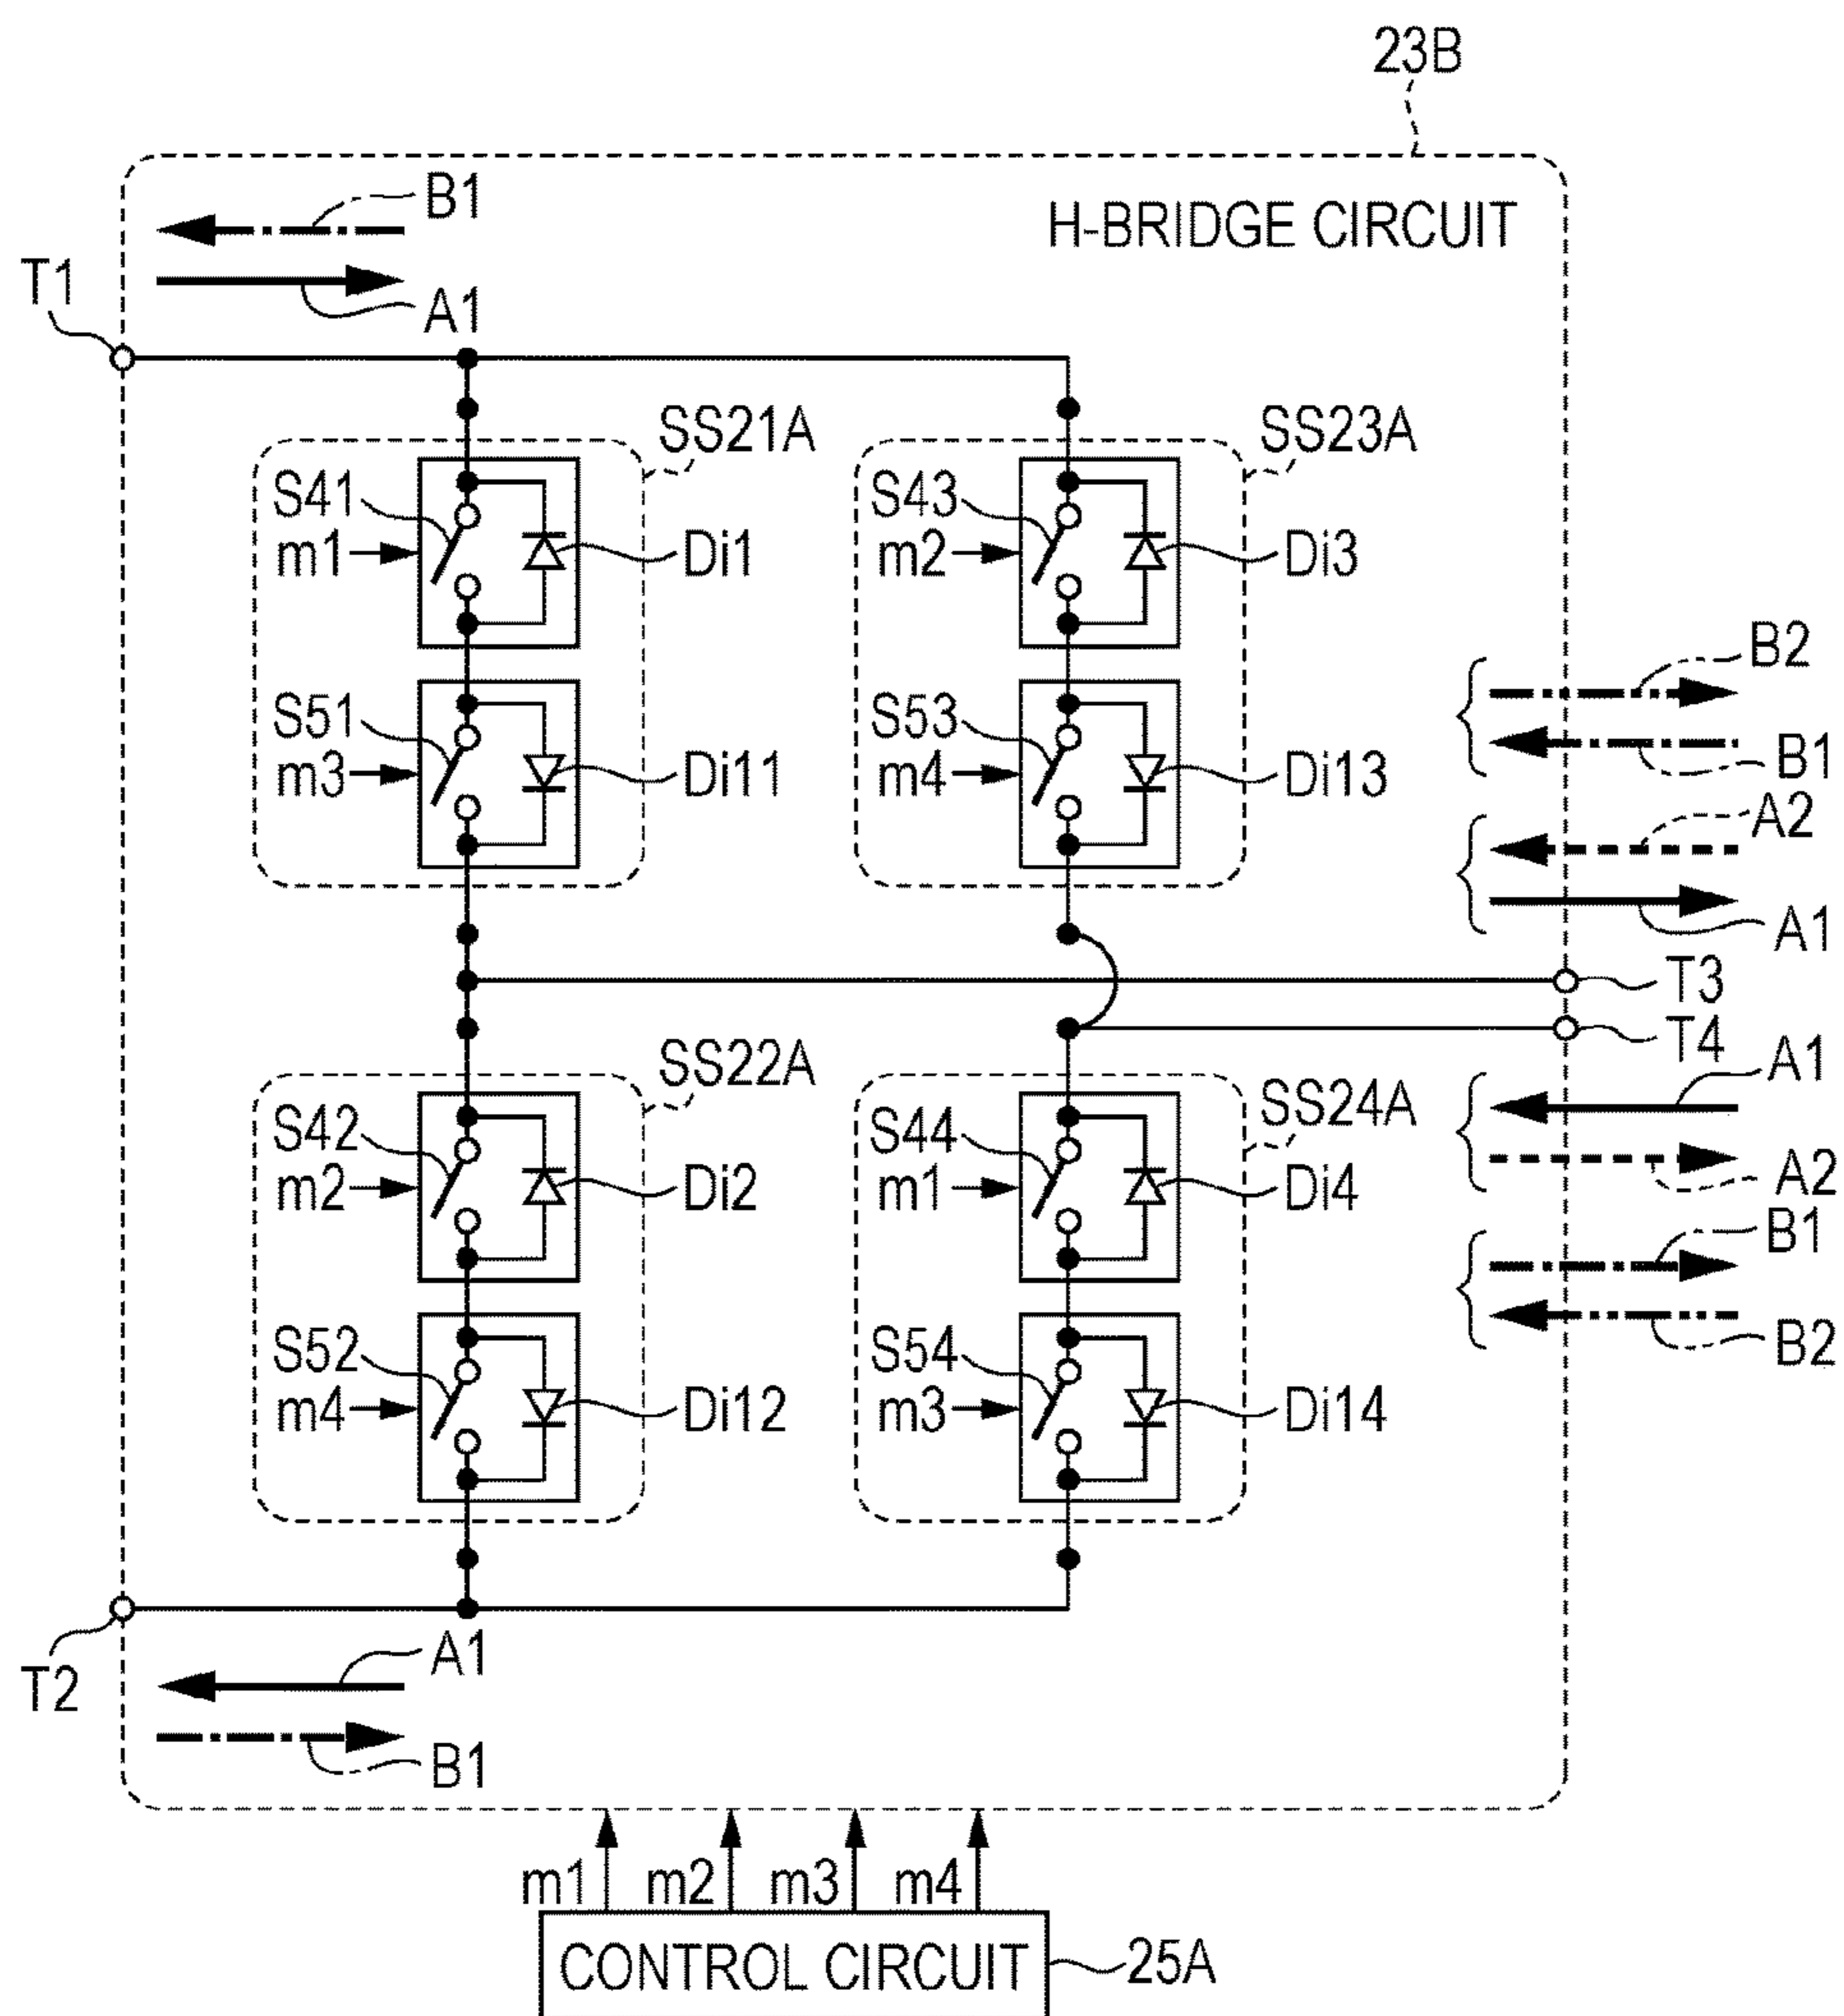 23B
B1
H-BRIDGE CIRCUIT
T1
A1
SS21A
SS23A
S41
m1
Di1
S43
m2
Di3
B2
S51
m3
Di11
S53
m4
Di13
B1
A2
A1
T3
T4
SS22A
A1
SS24A
S42
m2
Di2
S44
m1
Di4
A2
B1
S52
m4
Di12
S54
m3
Di14
B2
T2
A1
B1
m1 m2 m3 m4
CONTROL CIRCUIT
25A